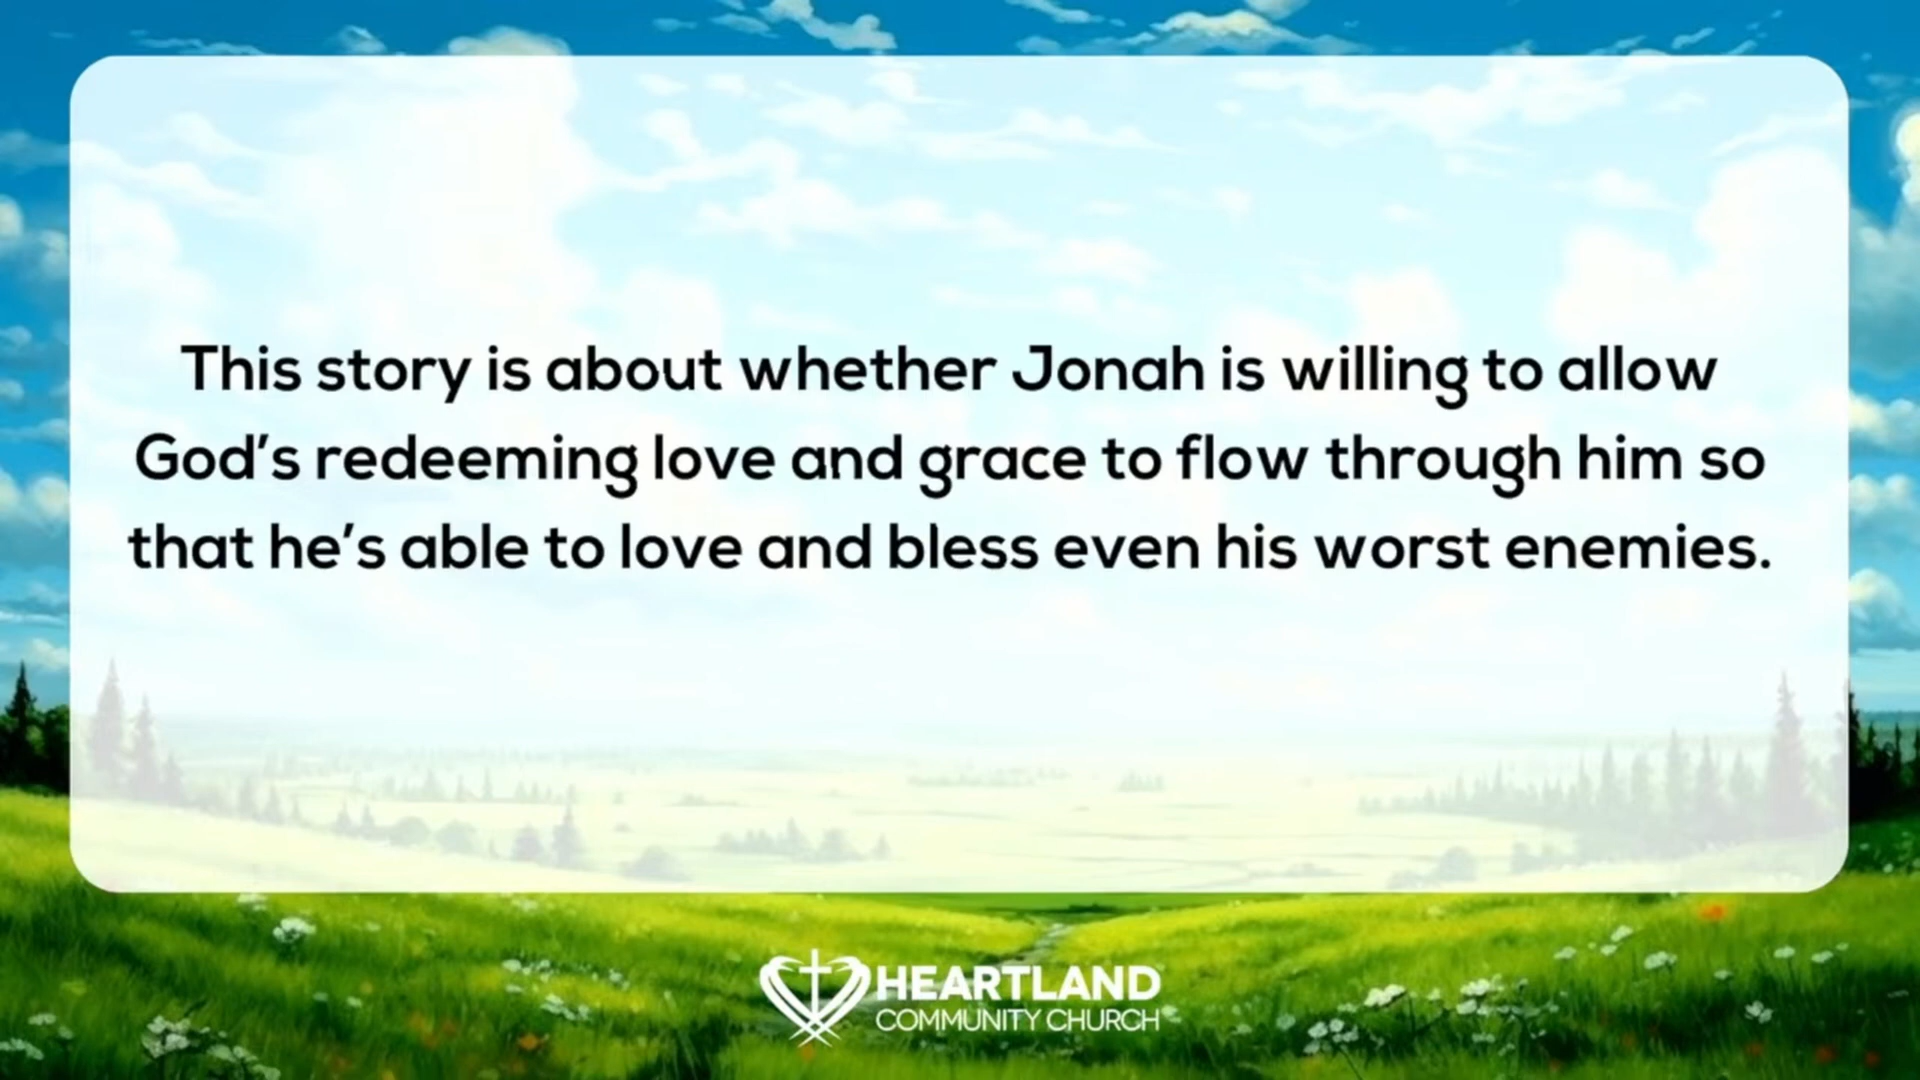 This story is about whether Jonah is willing to allow
God’s redeeming love and grace to flow through him so
that he’s able to love and bless even his worst enemies.
HEARTLAND
COMMUNITY CHURCH